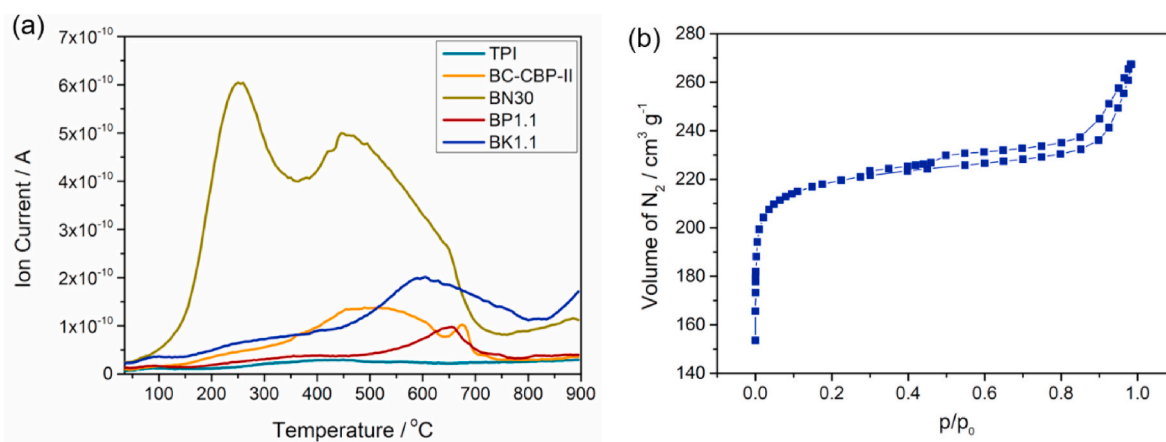 (a)
7x10⁻¹⁰
6x10⁻¹⁰
5x10⁻¹⁰
4x10⁻¹⁰
3x10⁻¹⁰
2x10⁻¹⁰
1x10⁻¹⁰
0
Ion Current / A
TPI
BC-CBP-II
BN30
BP1.1
BK1.1
100 200 300 400 500 600 700 800 900
Temperature / °C
(b)
280
260
240
220
200
180
160
140
Volume of N₂ / cm³ g⁻¹
0.0 0.2 0.4 0.6 0.8 1.0
p/p₀